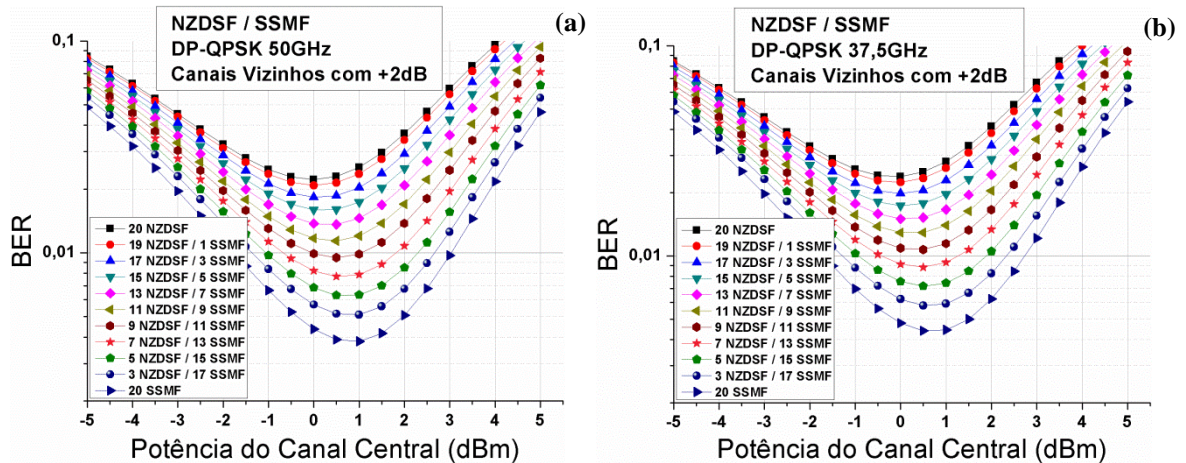 NZDSF / SSMF
DP-QPSK 50GHz
Canais Vizinhos com +2dB
(a)
0,1
0,01
BER
20 NZDSF
19 NZDSF / 1 SSMF
17 NZDSF / 3 SSMF
15 NZDSF / 5 SSMF
13 NZDSF / 7 SSMF
11 NZDSF / 9 SSMF
9 NZDSF / 11 SSMF
7 NZDSF / 13 SSMF
5 NZDSF / 15 SSMF
3 NZDSF / 17 SSMF
20 SSMF
-5 -4 -3 -2 -1 0 1 2 3 4 5
Potência do Canal Central (dBm)
NZDSF / SSMF
DP-QPSK 37,5GHz
Canais Vizinhos com +2dB
(b)
0,1
0,01
BER
20 NZDSF
19 NZDSF / 1 SSMF
17 NZDSF / 3 SSMF
15 NZDSF / 5 SSMF
13 NZDSF / 7 SSMF
11 NZDSF / 9 SSMF
9 NZDSF / 11 SSMF
7 NZDSF / 13 SSMF
5 NZDSF / 15 SSMF
3 NZDSF / 17 SSMF
20 SSMF
-5 -4 -3 -2 -1 0 1 2 3 4 5
Potência do Canal Central (dBm)